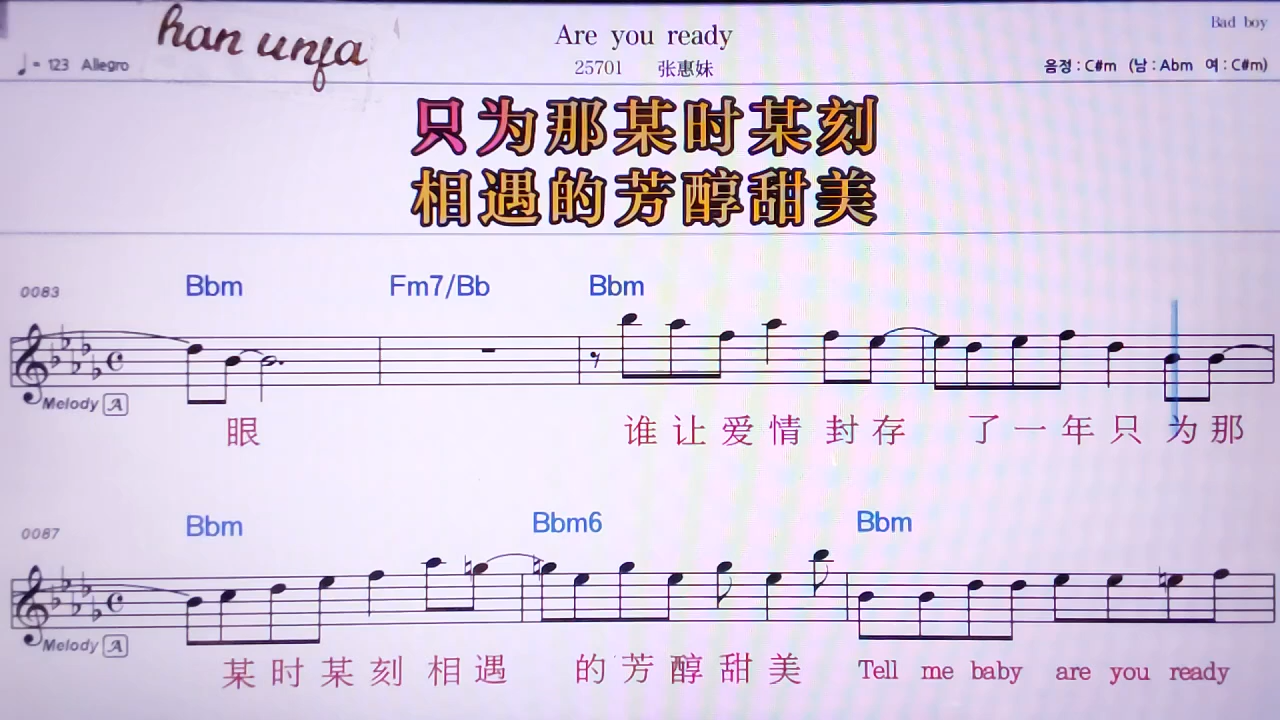 han unfa
Are you ready
Bad boy
♩= 123 Allegro
25701 张惠妹
음정 : C#m (남 : Abm 여 : C#m)
只为那某时某刻
相遇的芳醇甜美
0083 Bbm Fm7/Bb Bbm
Melody A
眼 谁让爱情封存 了一年只为那
0087 Bbm Bbm6 Bbm
Melody A
某时某刻相遇 的芳醇甜美 Tell me baby are you ready